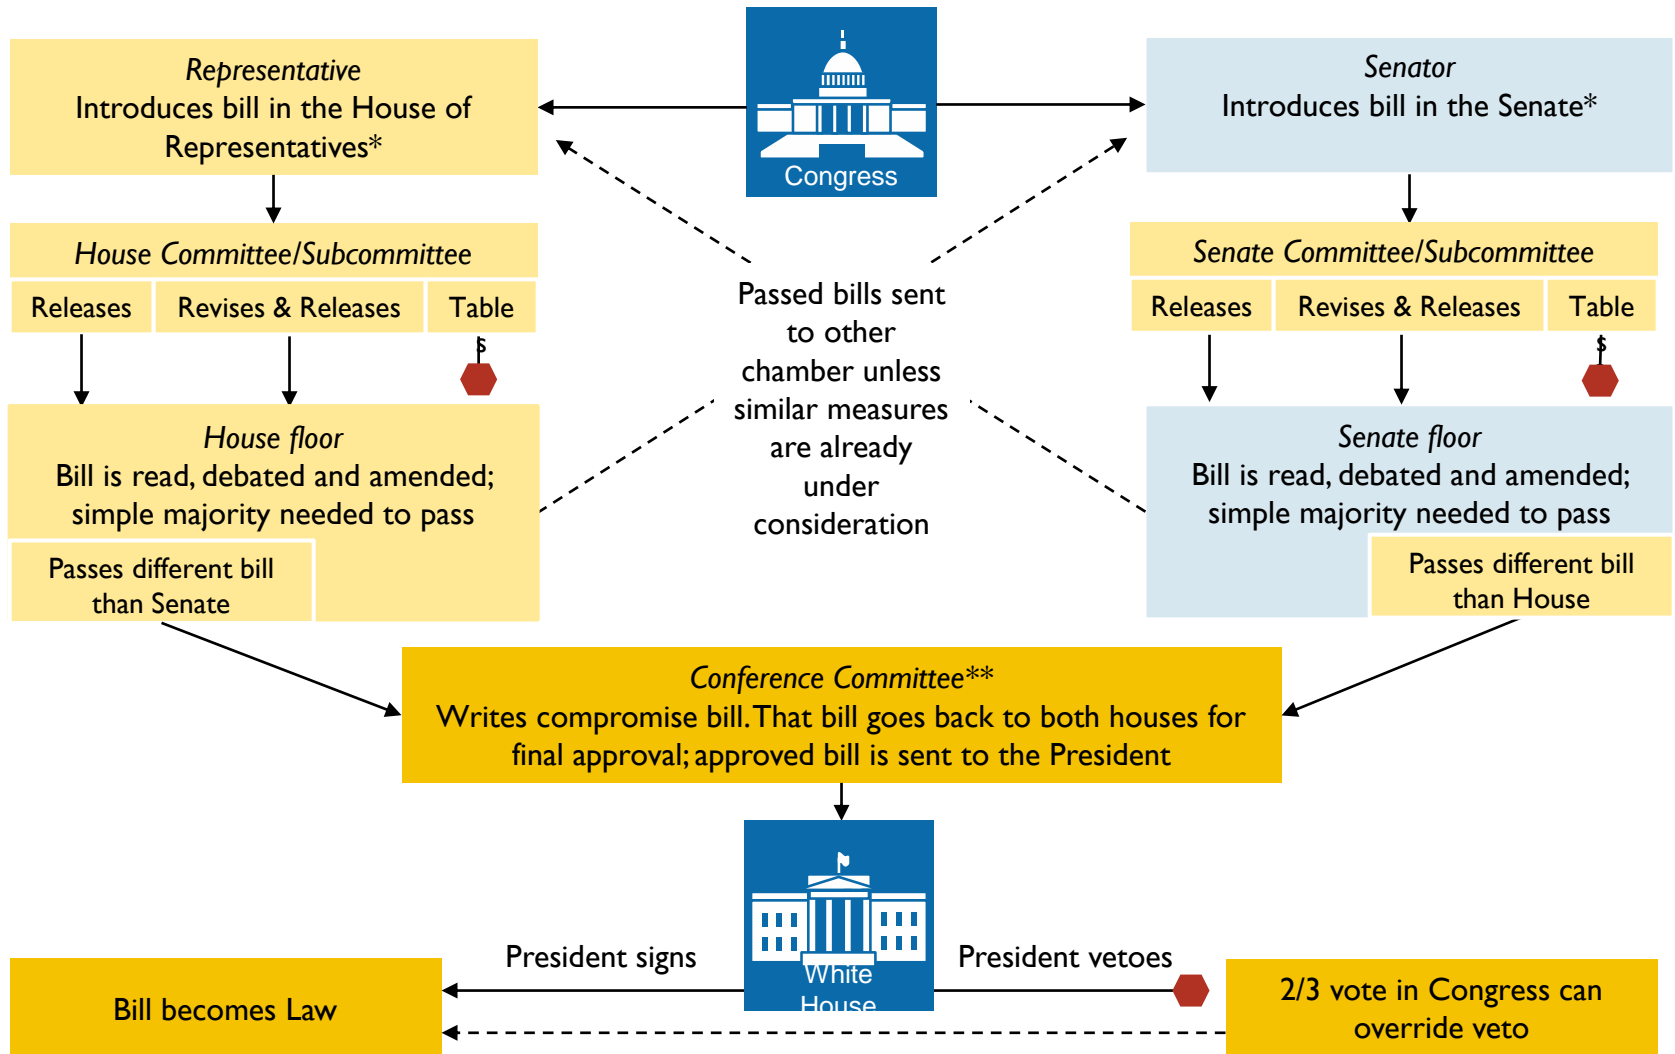 Representative
Introduces bill in the House of
Representatives*
Congress
Senator
Introduces bill in the Senate*
House Committee/Subcommittee
Releases
Revises & Releases
Table
s
Senate Committee/Subcommittee
Releases
Revises & Releases
Table
s
Passed bills sent
to other
chamber unless
similar measures
are already
under
consideration
House floor
Bill is read, debated and amended;
simple majority needed to pass
Passes different bill
than Senate
Senate floor
Bill is read, debated and amended;
simple majority needed to pass
Passes different bill
than House
Conference Committee**
Writes compromise bill. That bill goes back to both houses for
final approval; approved bill is sent to the President
White
House
President signs
President vetoes
Bill becomes Law
2/3 vote in Congress can
override veto